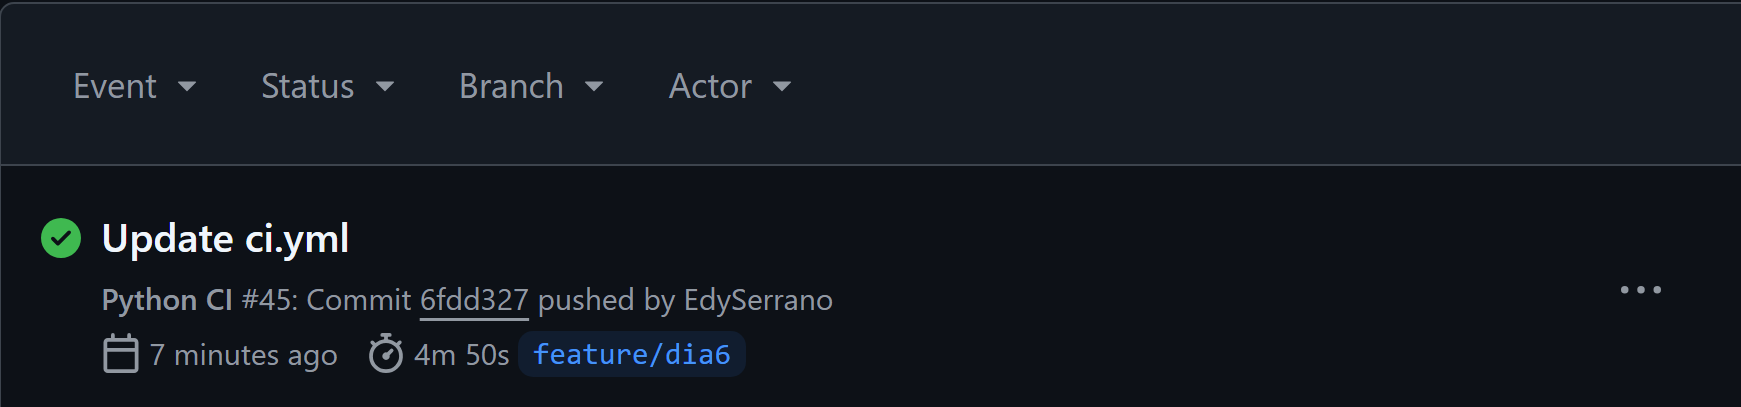 Event Status Branch Actor
Update ci.yml
Python CI #45: Commit 6fdd327 pushed by EdySerrano
7 minutes ago 4m 50s feature/dia6